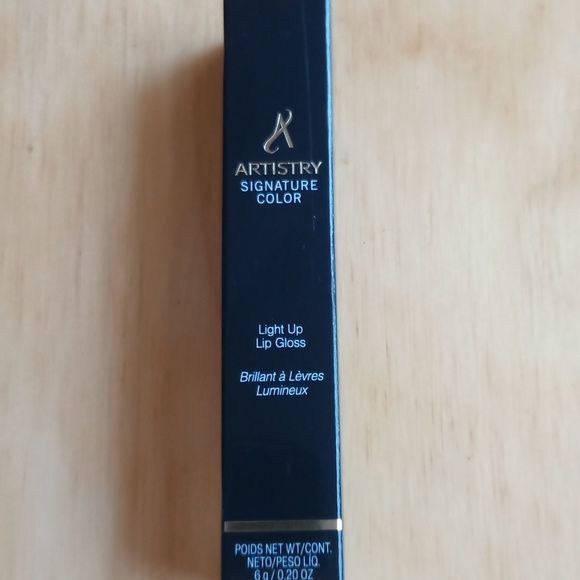 ARTISTRY
SIGNATURE
COLOR
Light Up
Lip Gloss
Brillant à Lèvres
Lumineux
POIDS NET WT/CONT.
NETO/PESO LÍQ.
6 g / 0.20 OZ